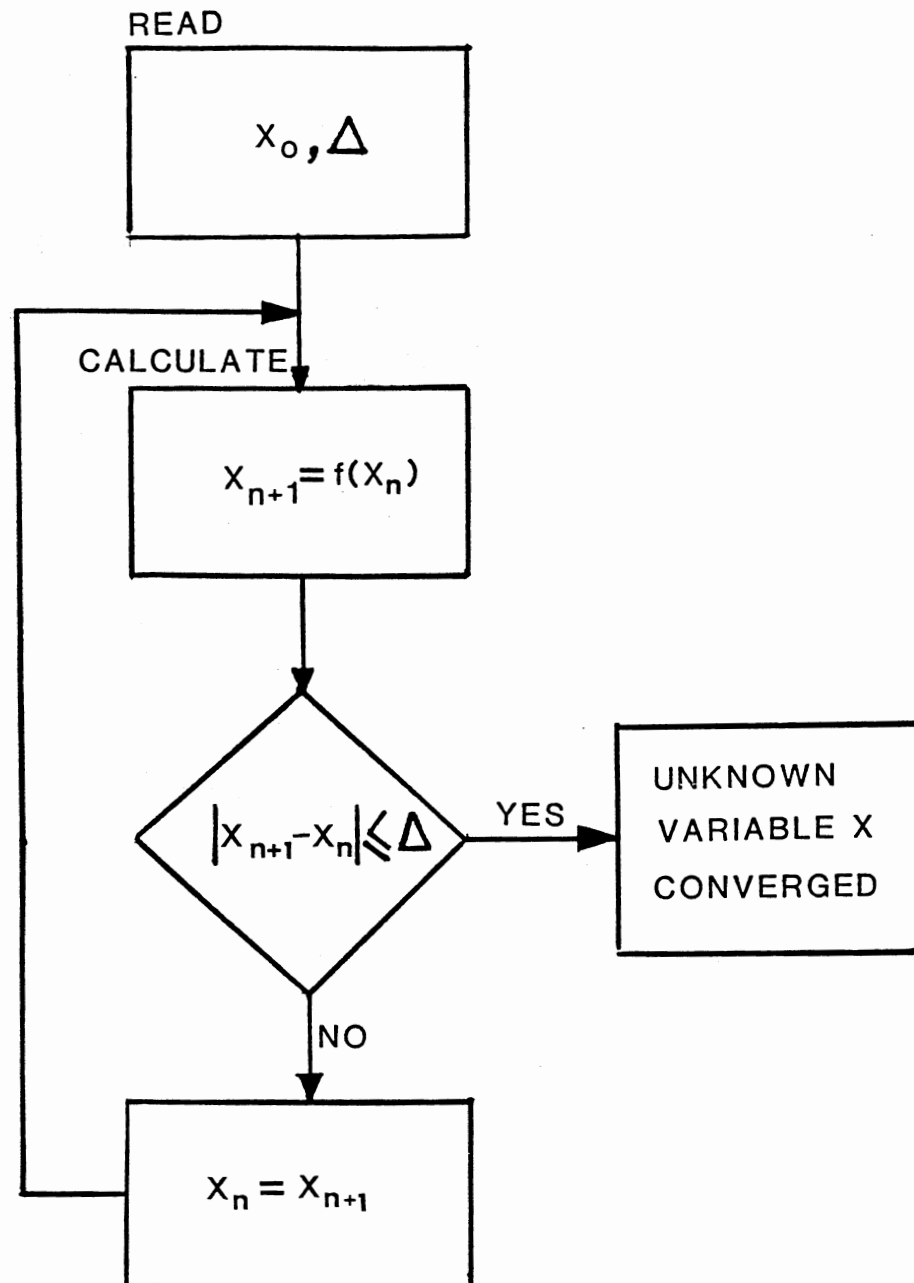 READ
X₀, Δ
CALCULATE
Xₙ₊₁ = f(Xₙ)
|Xₙ₊₁-Xₙ| ≤ Δ
YES
UNKNOWN
VARIABLE X
CONVERGED
NO
Xₙ = Xₙ₊₁